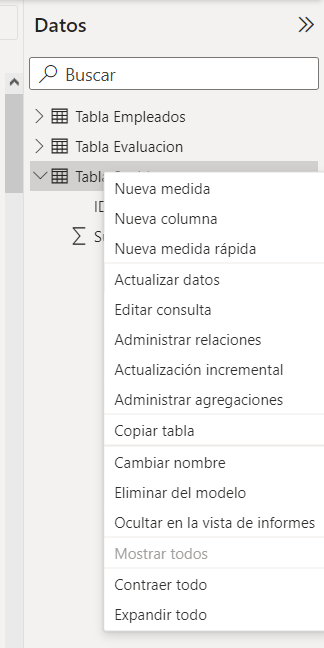 Datos
Buscar
Tabla Empleados
Tabla Evaluacion
Nueva medida
Nueva columna
Nueva medida rápida
Actualizar datos
Editar consulta
Administrar relaciones
Actualización incremental
Administrar agregaciones
Copiar tabla
Cambiar nombre
Eliminar del modelo
Ocultar en la vista de informes
Mostrar todos
Contraer todo
Expandir todo